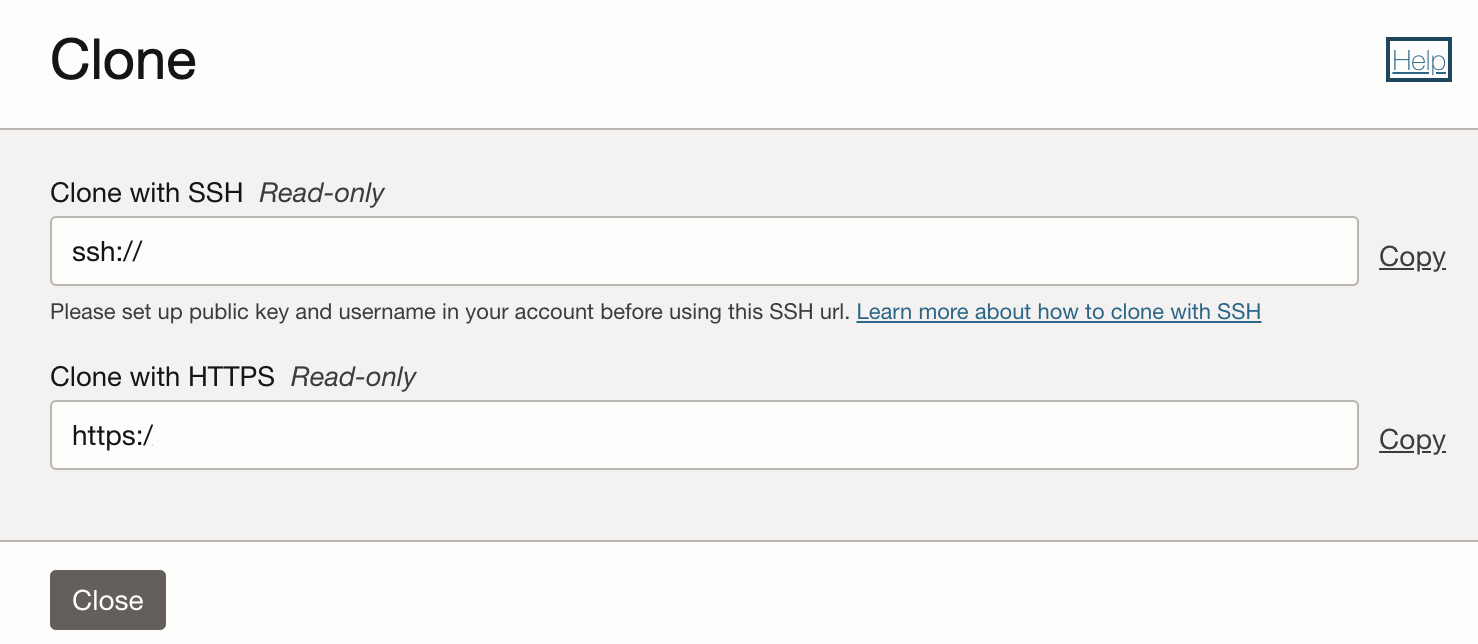 Clone
Help
Clone with SSH Read-only
ssh://
Copy
Please set up public key and username in your account before using this SSH url. Learn more about how to clone with SSH
Clone with HTTPS Read-only
https:/
Copy
Close